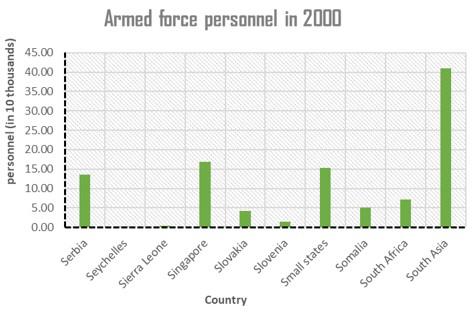 Armed force personnel in 2000
personnel (in 10 thousands)
45.00
40.00
35.00
30.00
25.00
20.00
15.00
10.00
5.00
0.00
Serbia
Seychelles
Sierra Leone
Singapore
Slovakia
Slovenia
Small states
Somalia
South Africa
South Asia
Country